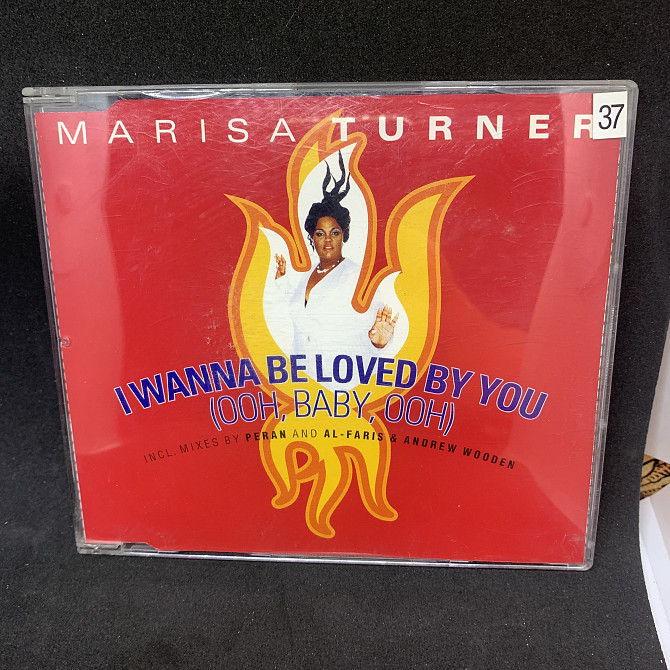 MARISA TURNER
37
I WANNA BE LOVED BY YOU
(OOH, BABY, OOH)
INCL. MIXES BY PERAN AND AL-FARIS & ANDREW WOODEN